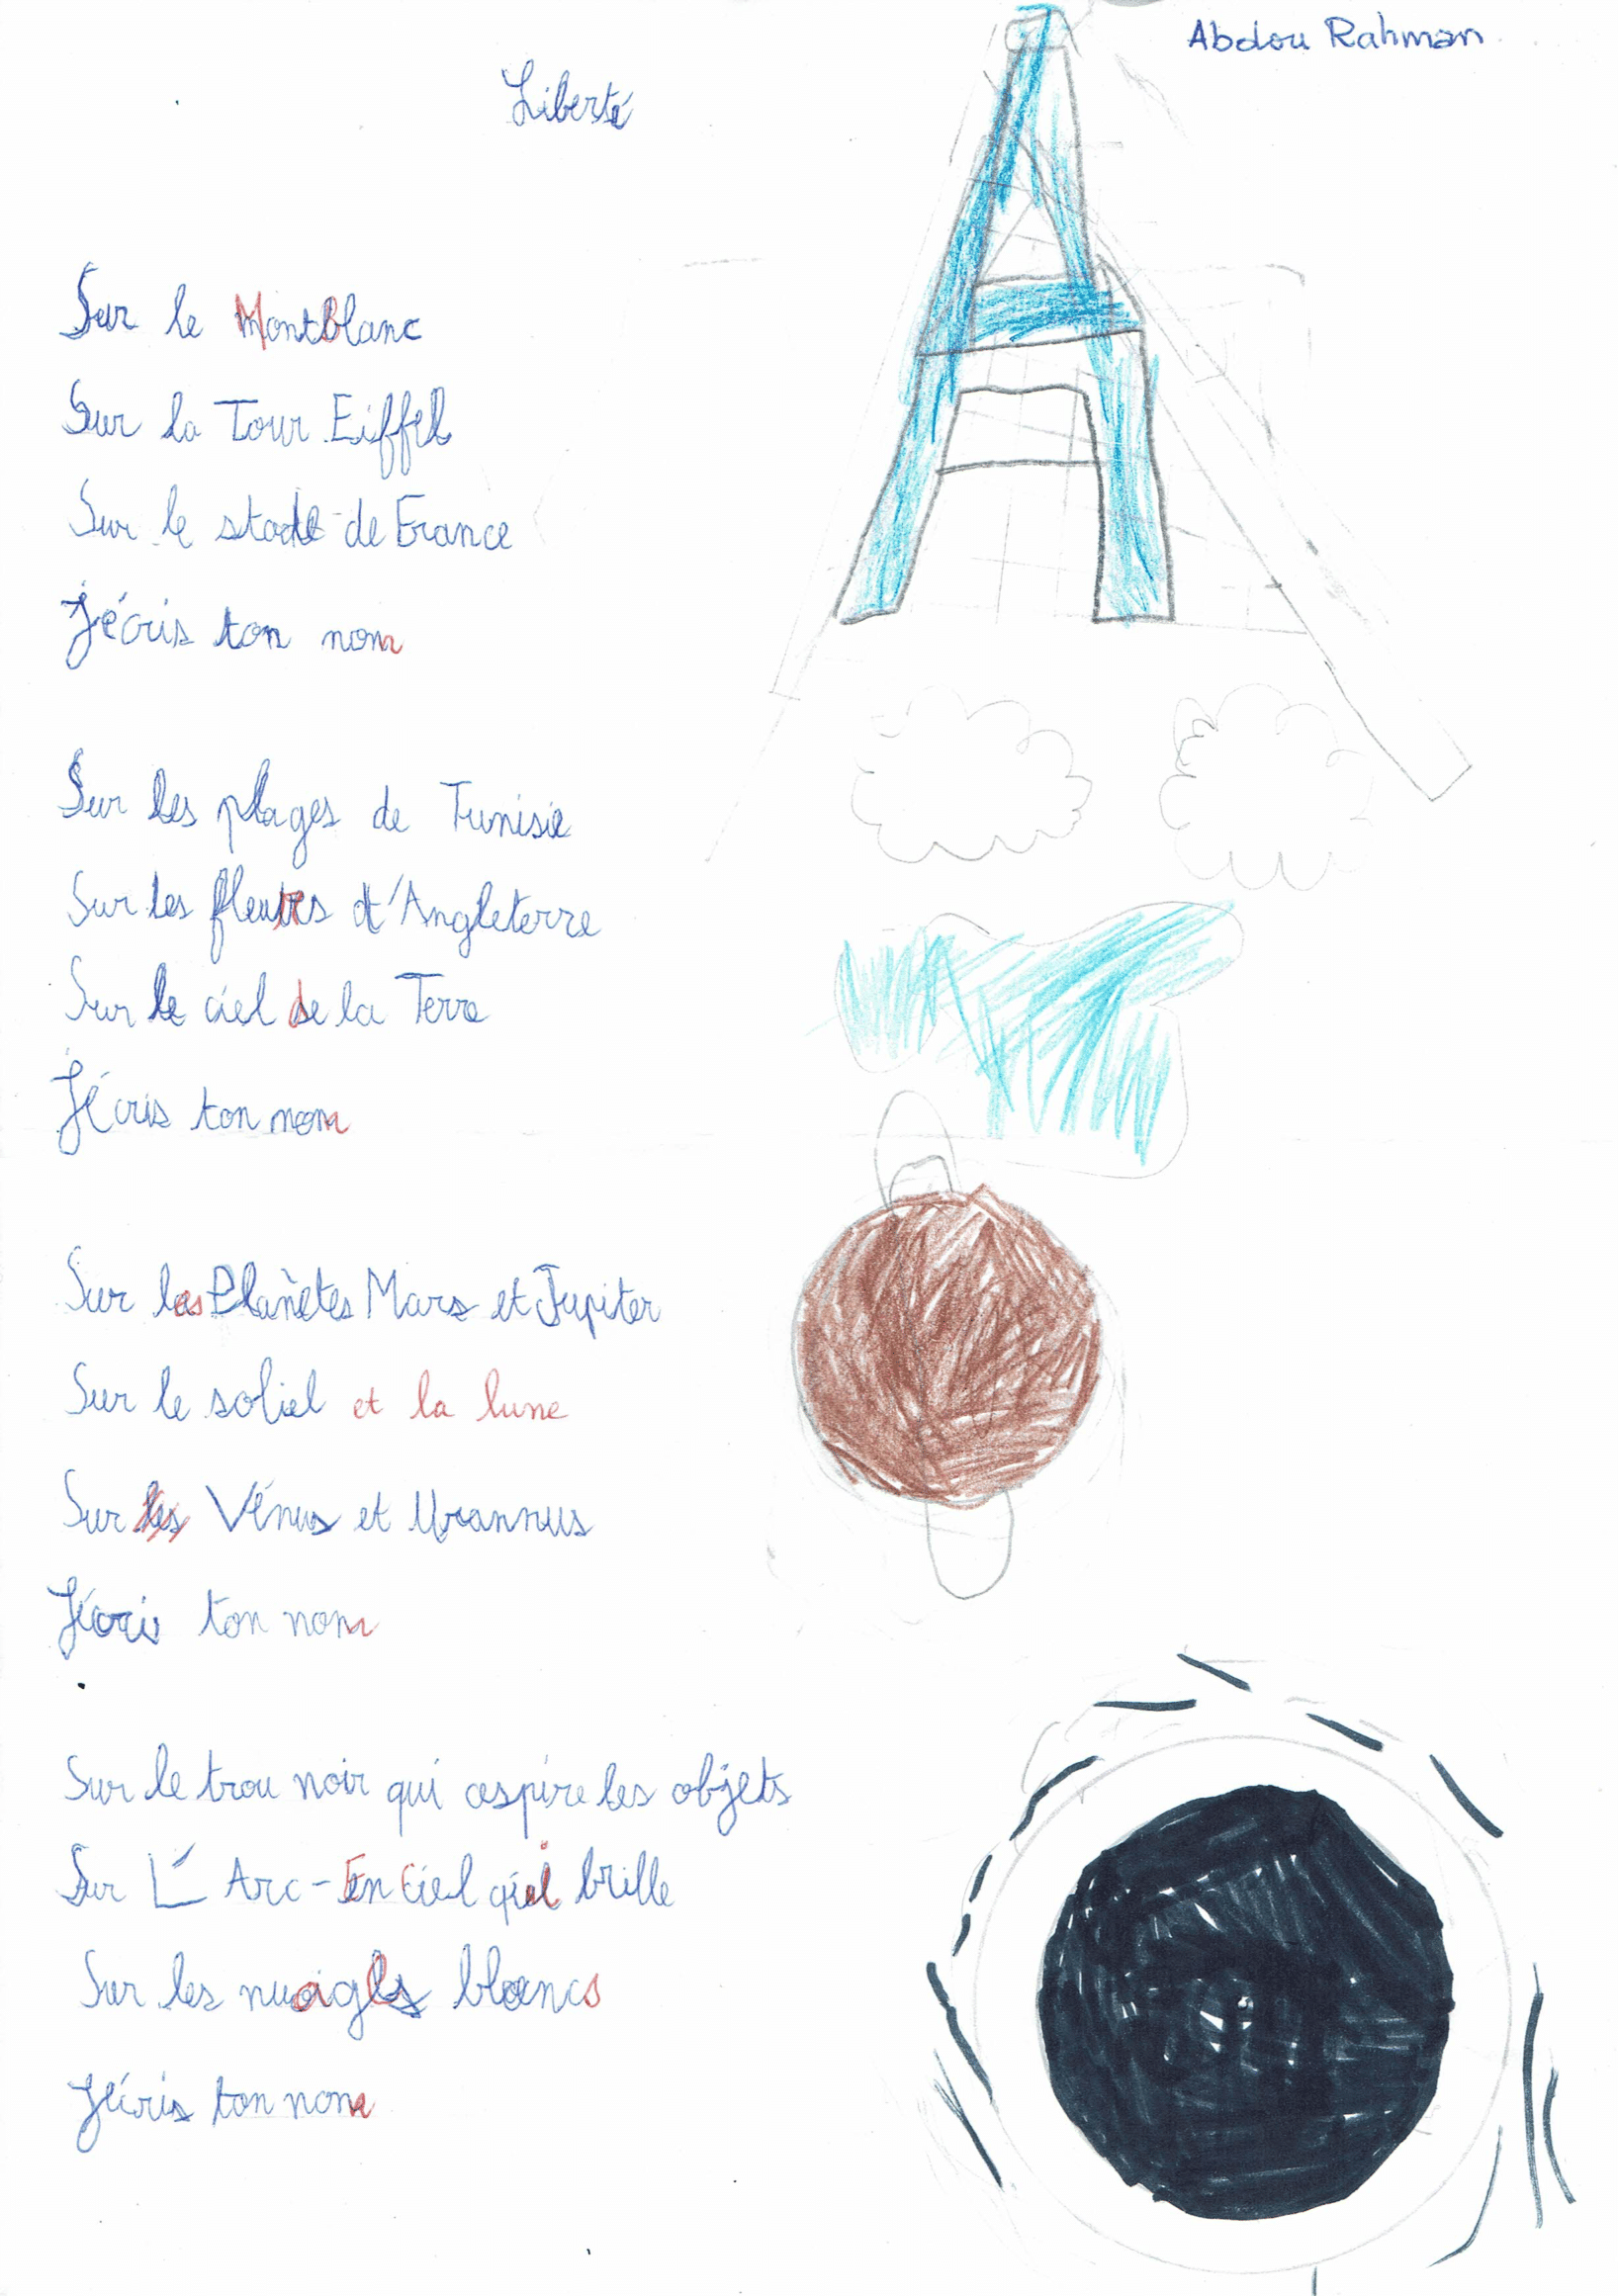 Abdou Rahman
Liberté
Sur le MontBlanc
Sur la Tour Eiffel
Sur le stade de France
J'écris ton nom
Sur les plages de Tunisie
Sur les fleurs d'Angleterre
Sur le ciel de la Terre
J'écris ton nom
Sur les Planètes Mars et Jupiter
Sur le soliel et la lune
Sur Vénus et Urannus
J'écris ton nom
Sur le trou noir qui aspire les objets
Sur L' Arc-En Ciel qui brille
Sur les blancs
J'écris ton nom